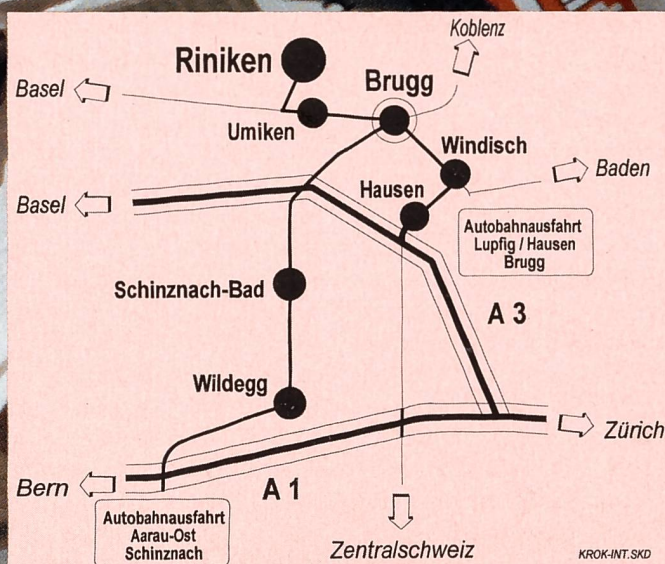 Koblenz
Riniken
Basel
Brugg
Umiken
Windisch
Baden
Hausen
Basel
Autobahnausfahrt
Lupfig / Hausen
Brugg
Schinznach-Bad
A 3
Wildegg
Zürich
Bern
A 1
Autobahnausfahrt
Aarau-Ost
Schinznach
Zentralschweiz
KROK-INT.SKD